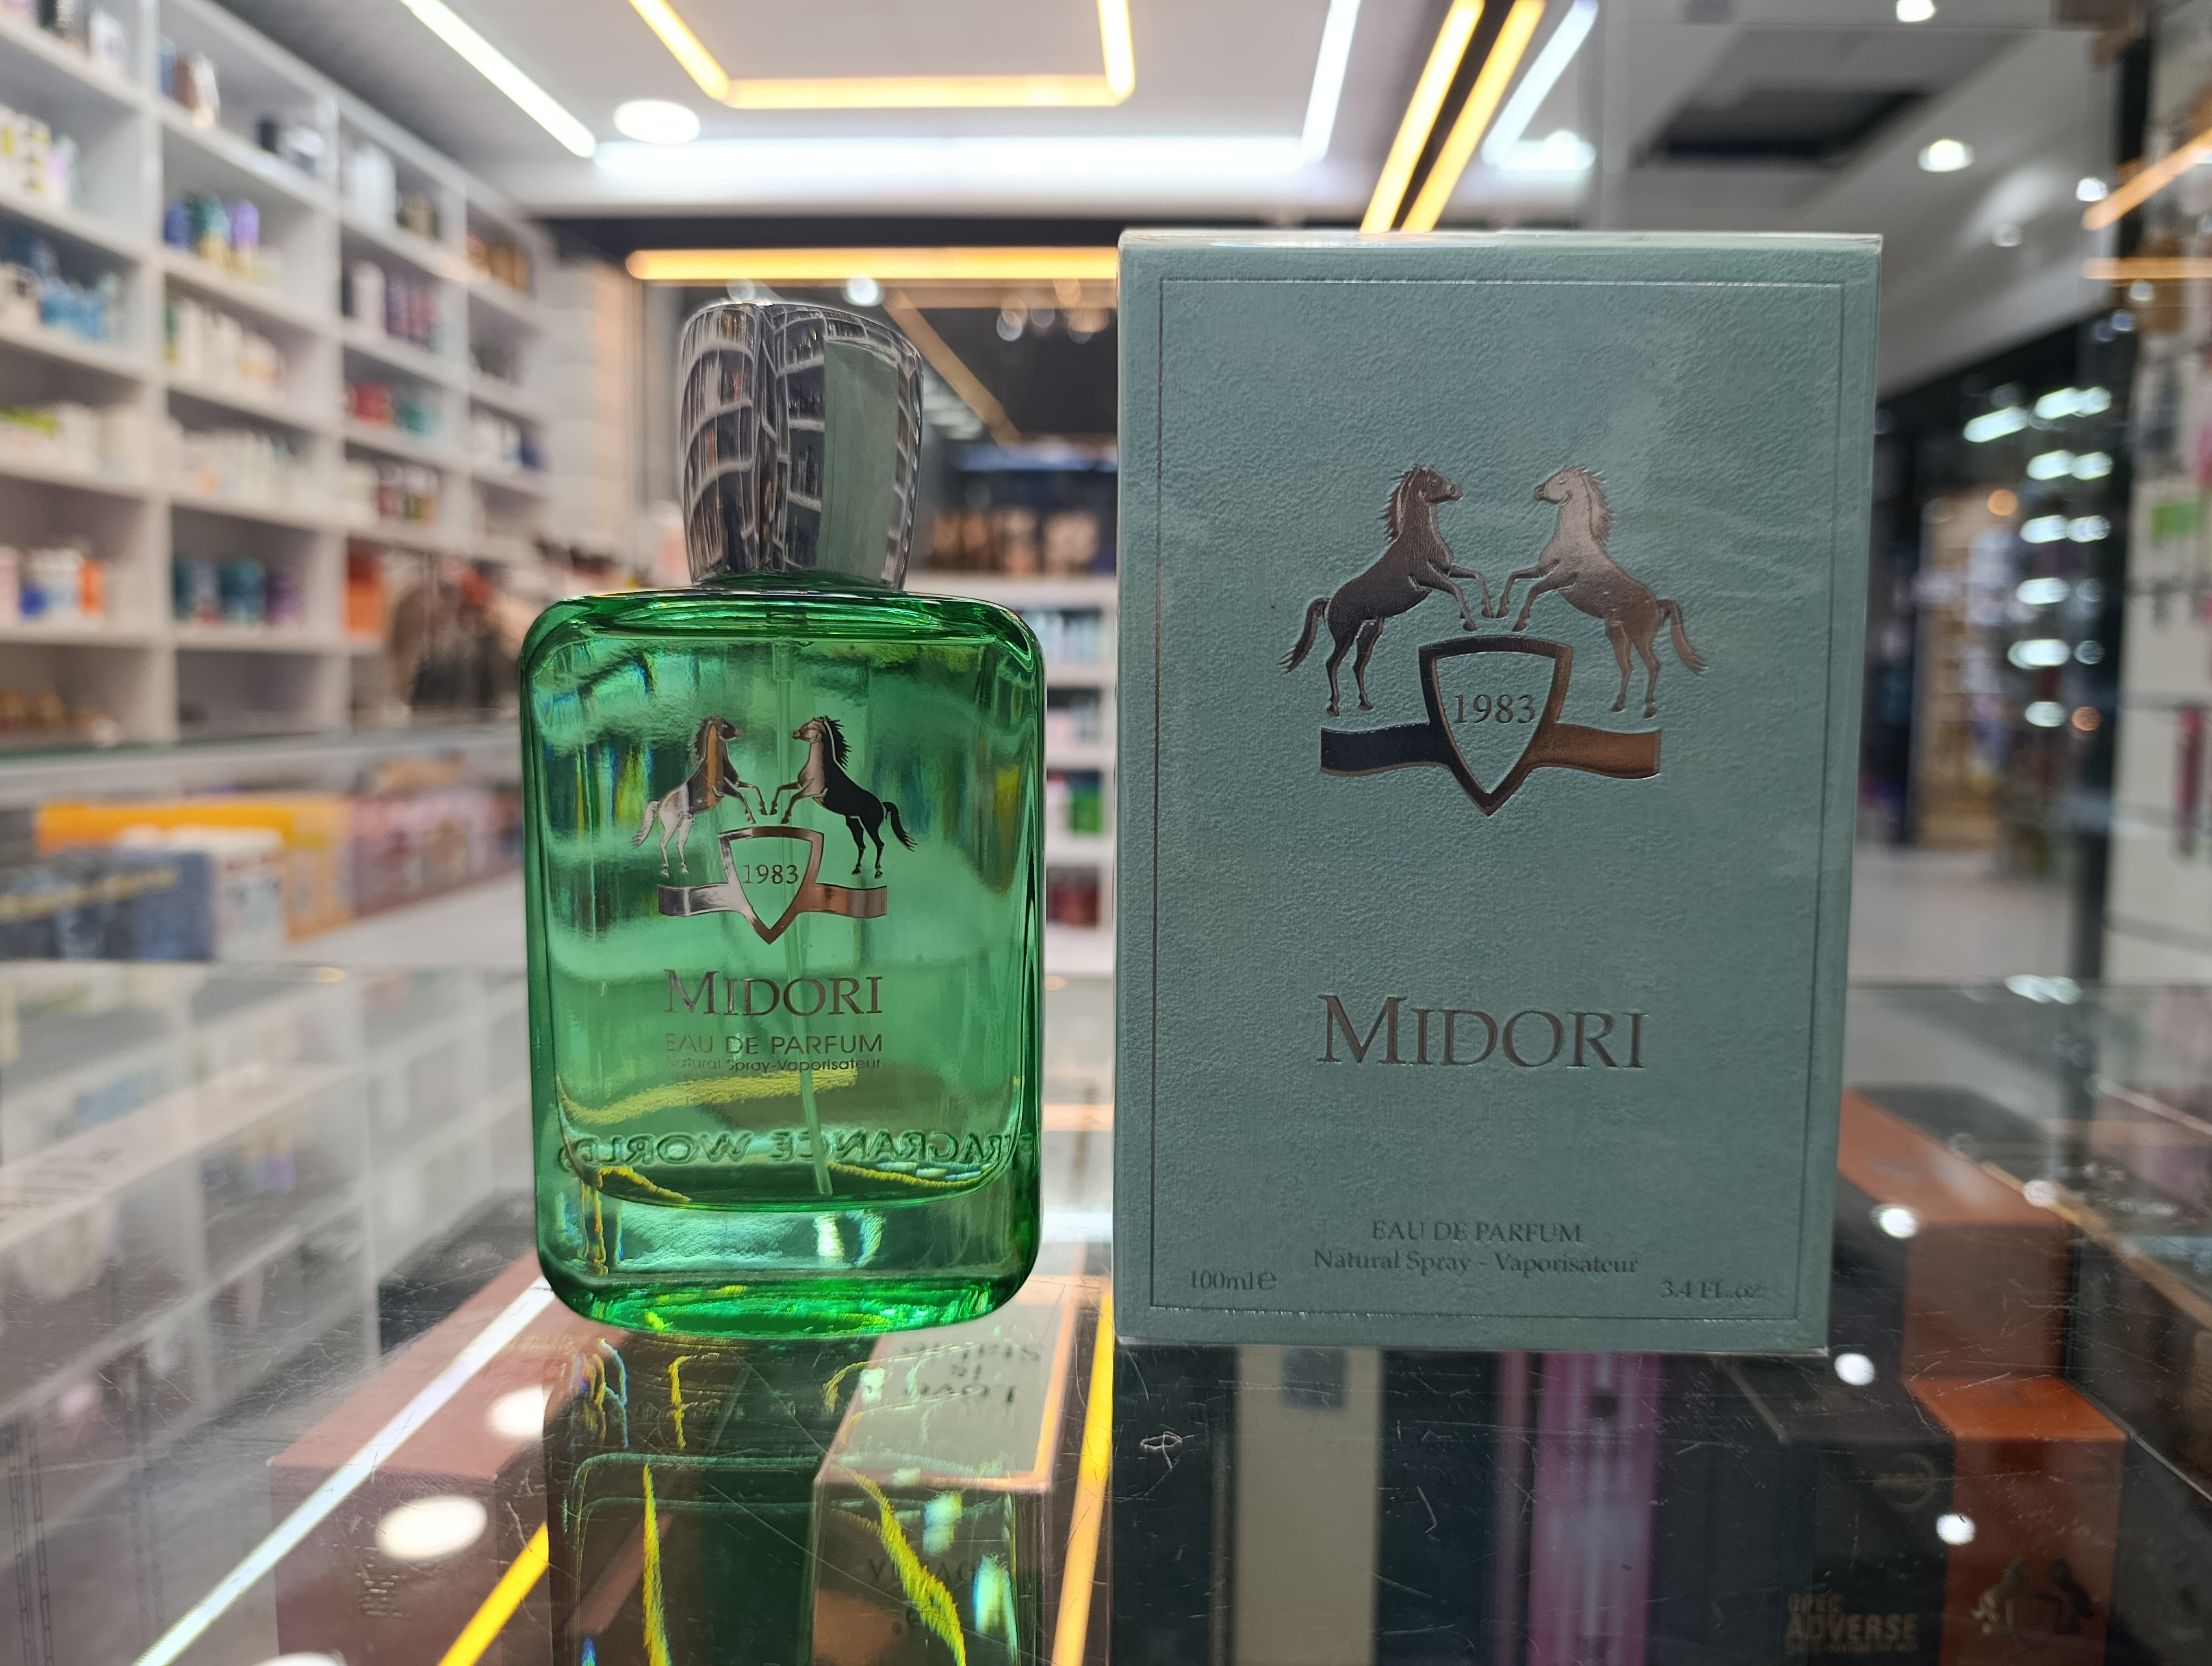 1983
MIDORI
EAU DE PARFUM
Natural Spray-Vaporisateur
FRAGRANCE WORLD
1983
MIDORI
EAU DE PARFUM
Natural Spray - Vaporisateur
100ml e
3.4 Fl.oz
ADVERSE